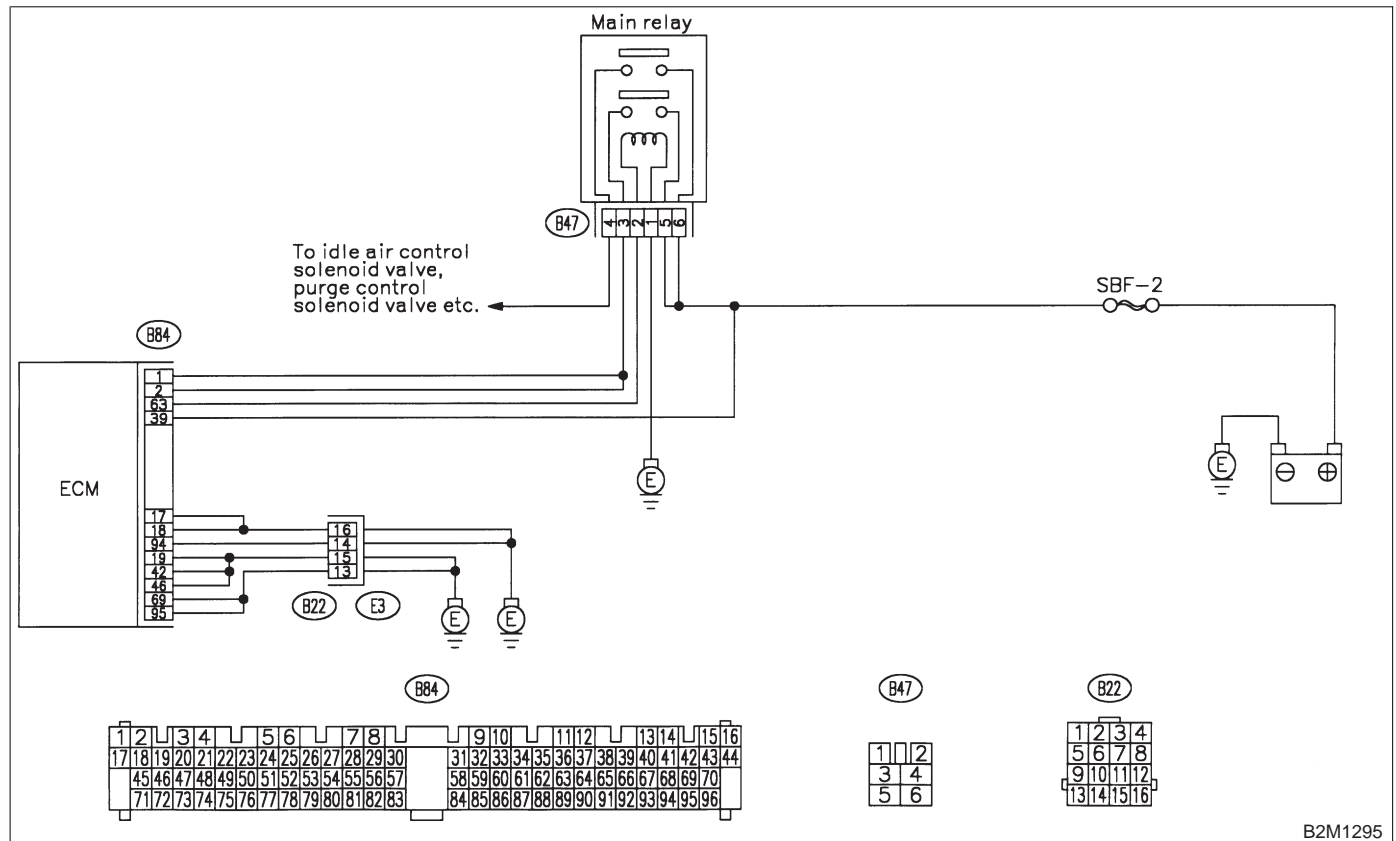 Main relay
B47
4 3 2 1 5 6
To idle air control
solenoid valve,
purge control
solenoid valve etc.
SBF-2
B84
1
2
63
39
ECM
E
E
⊖ ⊕
17
18
94
19
42
46
69
95
16
14
15
13
B22 E3
E E
B84 B47 B22
1 2 3 4 5 6 7 8 9 10 11 12 13 14 15 16
17 18 19 20 21 22 23 24 25 26 27 28 29 30 31 32 33 34 35 36 37 38 39 40 41 42 43 44
45 46 47 48 49 50 51 52 53 54 55 56 57 58 59 60 61 62 63 64 65 66 67 68 69 70
71 72 73 74 75 76 77 78 79 80 81 82 83 84 85 86 87 88 89 90 91 92 93 94 95 96
1 2
3 4
5 6
1 2 3 4
5 6 7 8
9 10 11 12
13 14 15 16
B2M1295